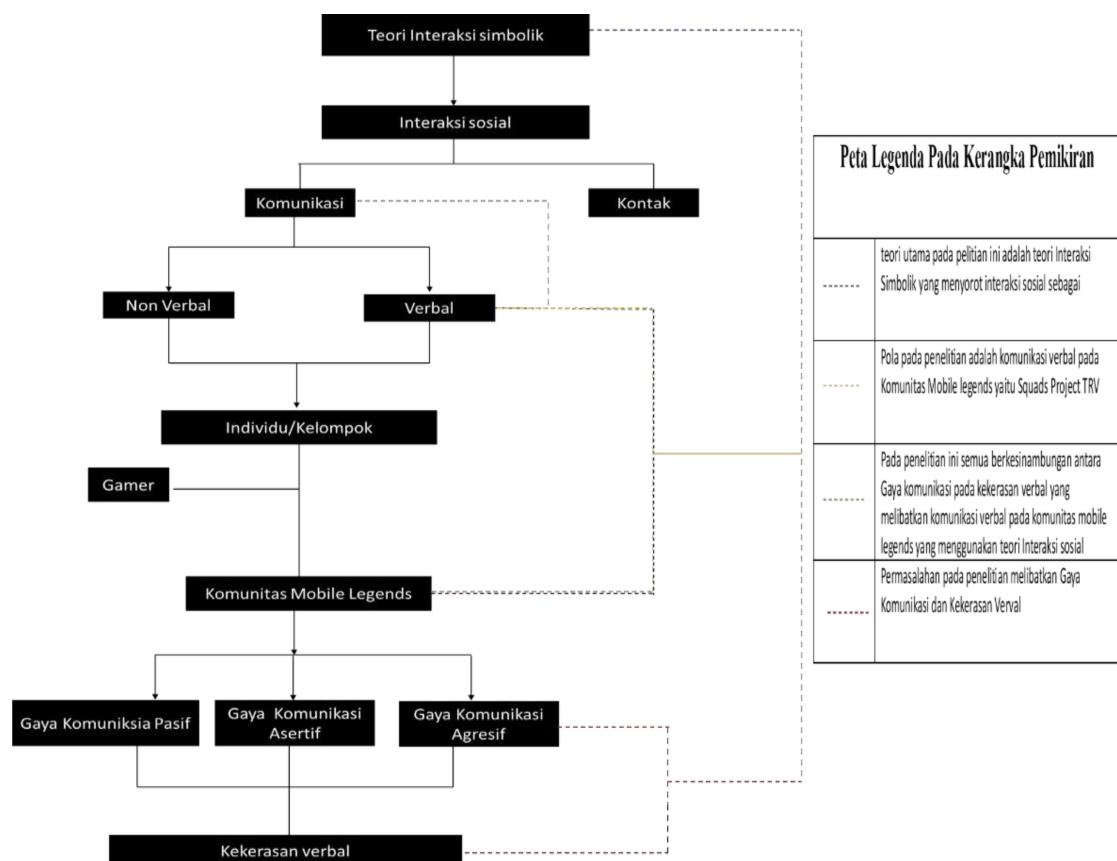 Teori Interaksi simbolik
Interaksi sosial
Komunikasi
Kontak
Non Verbal
Verbal
Individu/Kelompok
Gamer
Komunitas Mobile Legends
Gaya Komuniksia Pasif
Gaya Komunikasi
Asertif
Gaya Komunikasi
Agresif
Kekerasan verbal
Peta Legenda Pada Kerangka Pemikiran
teori utama pada pelitian ini adalah teori Interaksi
Simbolik yang menyorot interaksi sosial sebagai
Pola pada penelitian adalah komunikasi verbal pada
Komunitas Mobile legends yaitu Squads Project TRV
Pada penelitian ini semua berkesinambungan antara
Gaya komunikasi pada kekerasan verbal yang
melibatkan komunikasi verbal pada komunitas mobile
legends yang menggunakan teori Interaksi sosial
Permasalahan pada penelitian melibatkan Gaya
Komunikasi dan Kekerasan Verval